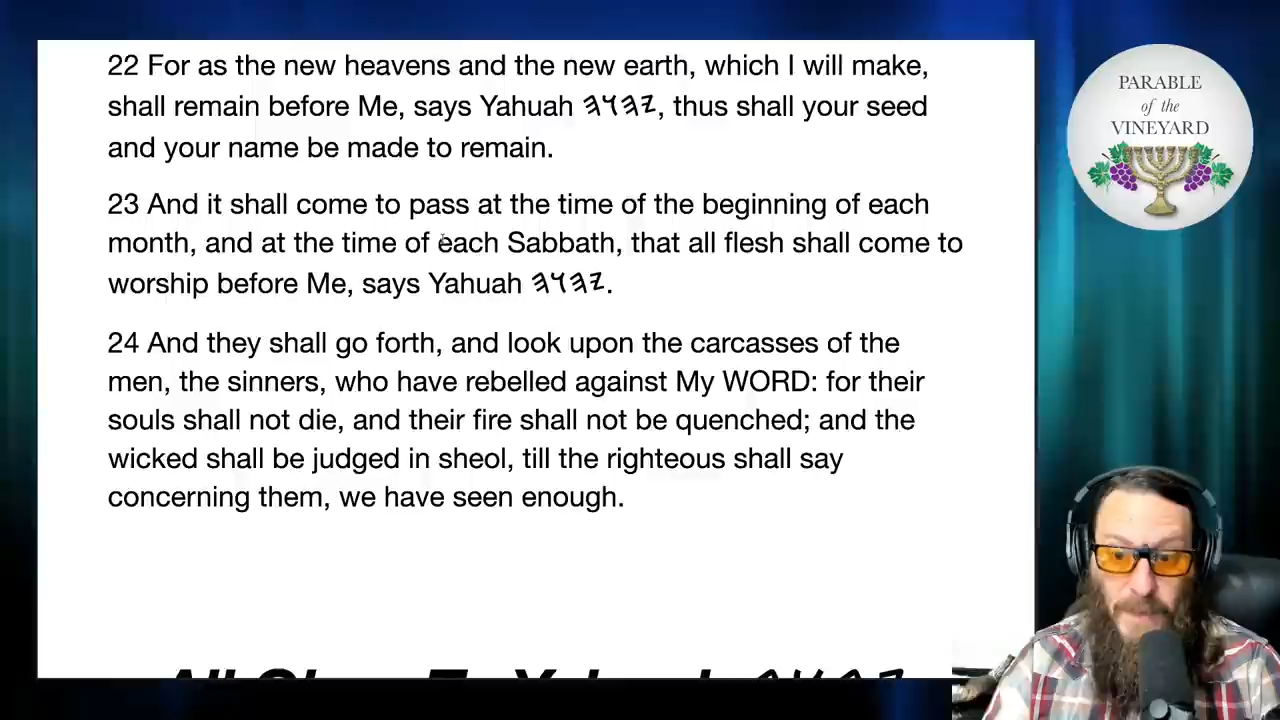 22 For as the new heavens and the new earth, which I will make,
shall remain before Me, says Yahuah 𐤉𐤄𐤅𐤄, thus shall your seed
and your name be made to remain.
23 And it shall come to pass at the time of the beginning of each
month, and at the time of each Sabbath, that all flesh shall come to
worship before Me, says Yahuah 𐤉𐤄𐤅𐤄.
24 And they shall go forth, and look upon the carcasses of the
men, the sinners, who have rebelled against My WORD: for their
souls shall not die, and their fire shall not be quenched; and the
wicked shall be judged in sheol, till the righteous shall say
concerning them, we have seen enough.
PARABLE
of the
VINEYARD